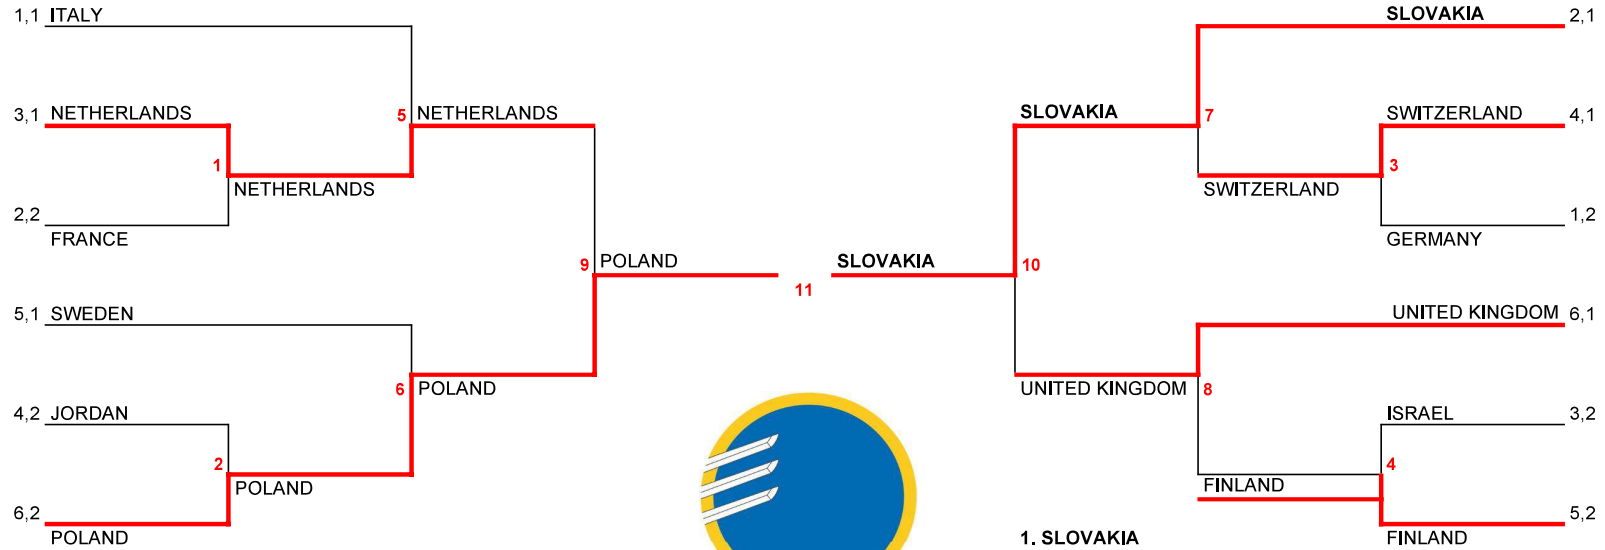 1,1 ITALY
SLOVAKIA 2,1
3,1 NETHERLANDS
5 NETHERLANDS
SLOVAKIA
7
SWITZERLAND 4,1
1
NETHERLANDS
3
SWITZERLAND
2,2
FRANCE
1,2
GERMANY
9 POLAND
SLOVAKIA
10
11
5,1 SWEDEN
UNITED KINGDOM 6,1
6 POLAND
UNITED KINGDOM 8
4,2 JORDAN
ISRAEL 3,2
2
POLAND
4
FINLAND
6,2
POLAND
5,2
FINLAND
1, SLOVAKIA